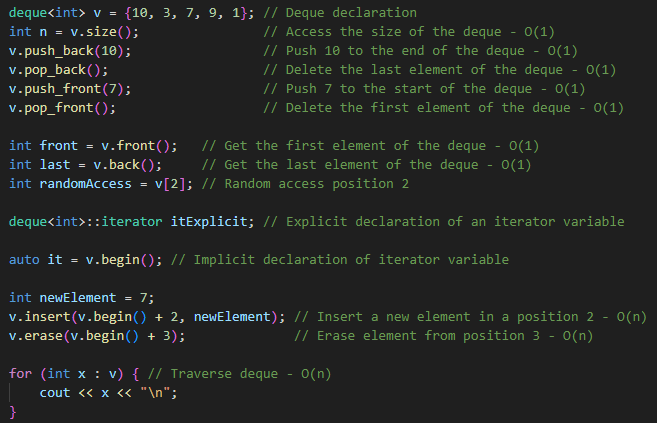 deque<int> v = {10, 3, 7, 9, 1}; // Deque declaration
int n = v.size();                // Access the size of the deque - O(1)
v.push_back(10);                 // Push 10 to the end of the deque - O(1)
v.pop_back();                    // Delete the last element of the deque - O(1)
v.push_front(7);                 // Push 7 to the start of the deque - O(1)
v.pop_front();                   // Delete the first element of the deque - O(1)

int front = v.front();   // Get the first element of the deque - O(1)
int last = v.back();     // Get the last element of the deque - O(1)
int randomAccess = v[2]; // Random access position 2

deque<int>::iterator itExplicit; // Explicit declaration of an iterator variable

auto it = v.begin(); // Implicit declaration of iterator variable

int newElement = 7;
v.insert(v.begin() + 2, newElement); // Insert a new element in a position 2 - O(n)
v.erase(v.begin() + 3);              // Erase element from position 3 - O(n)

for (int x : v) { // Traverse deque - O(n)
    cout << x << "\n";
}